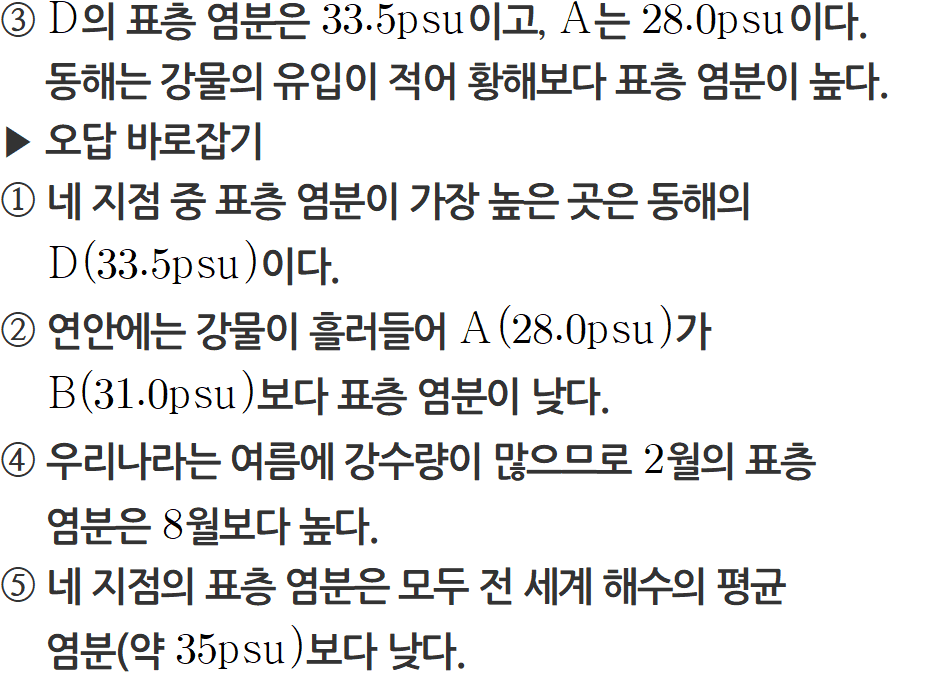 ③ D의 표층 염분은 33.5psu이고, A는 28.0psu이다.
동해는 강물의 유입이 적어 황해보다 표층 염분이 높다.
▶ 오답 바로잡기
① 네 지점 중 표층 염분이 가장 높은 곳은 동해의
D(33.5psu)이다.
② 연안에는 강물이 흘러들어 A(28.0psu)가
B(31.0psu)보다 표층 염분이 낮다.
④ 우리나라는 여름에 강수량이 많으므로 2월의 표층
염분은 8월보다 높다.
⑤ 네 지점의 표층 염분은 모두 전 세계 해수의 평균
염분(약 35psu)보다 낮다.